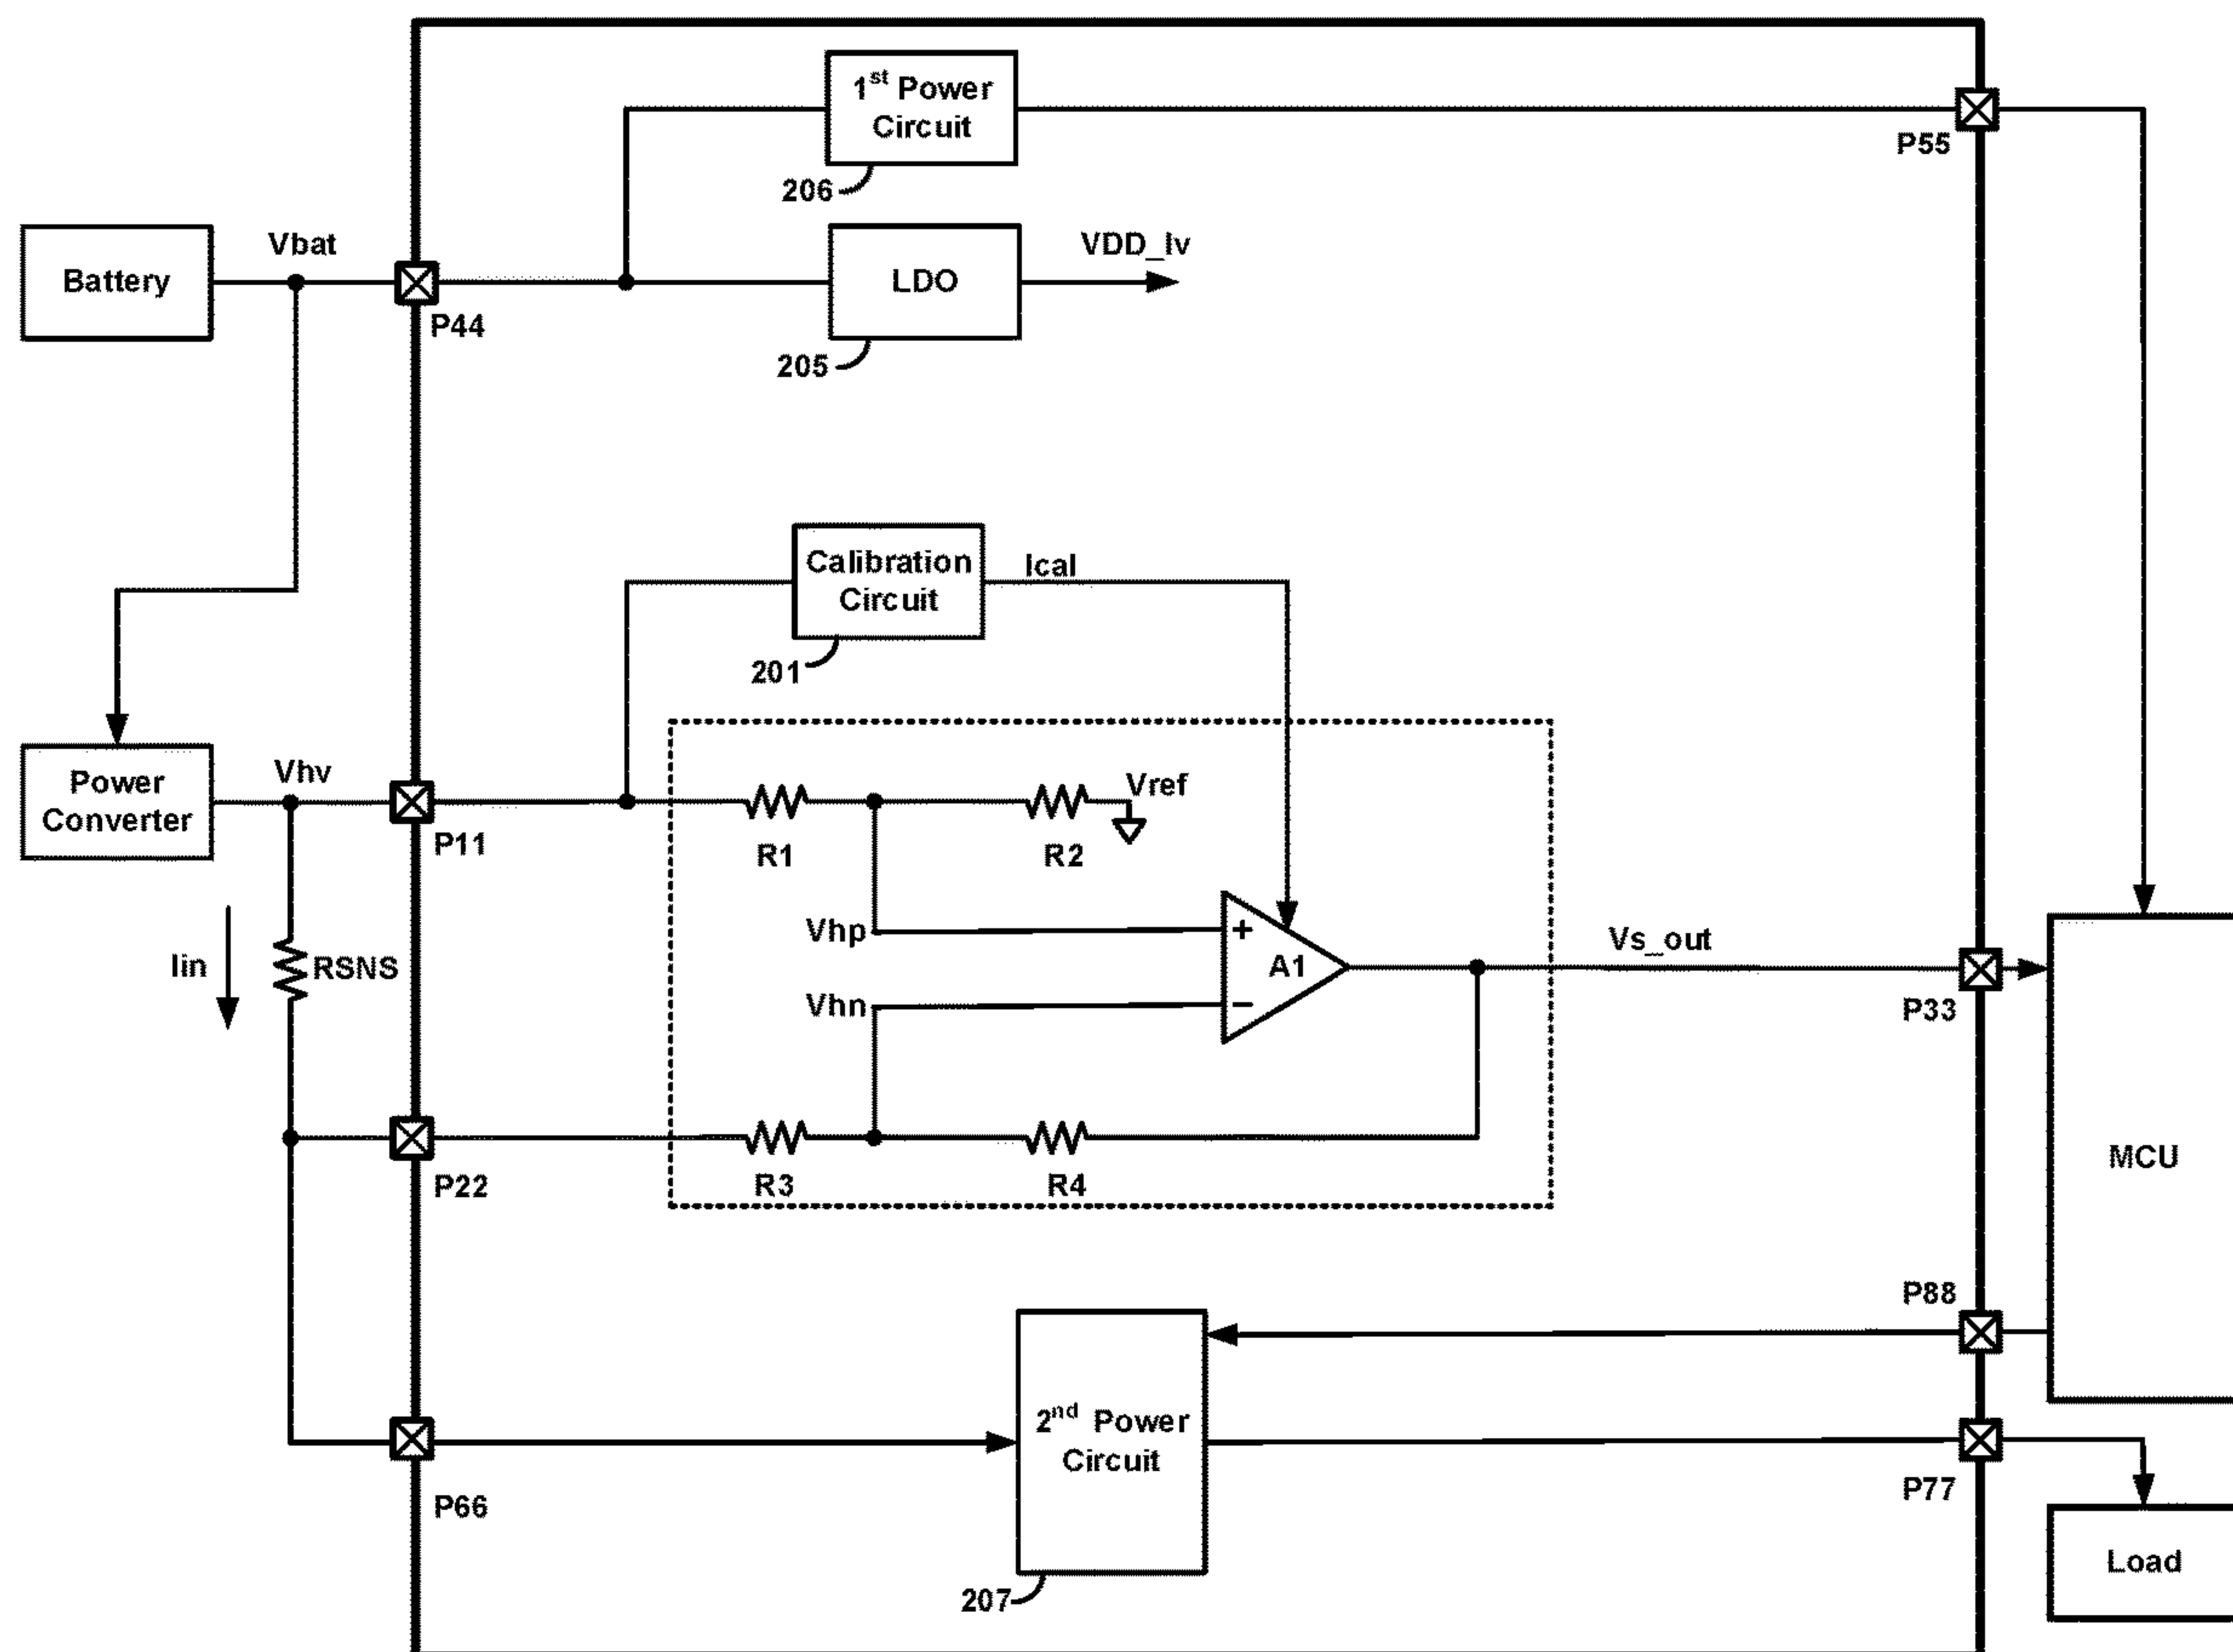 1st Power
Circuit
P55
206
Battery
Vbat
LDO
VDD_lv
P44
205
Calibration
Circuit
Ical
201
Power
Converter
Vhv
P11
R1
R2
Vref
Iin
RSNS
Vhp
+
A1
Vhn
−
Vs_out
P33
MCU
P22
R3
R4
P88
2nd Power
Circuit
P66
P77
207
Load